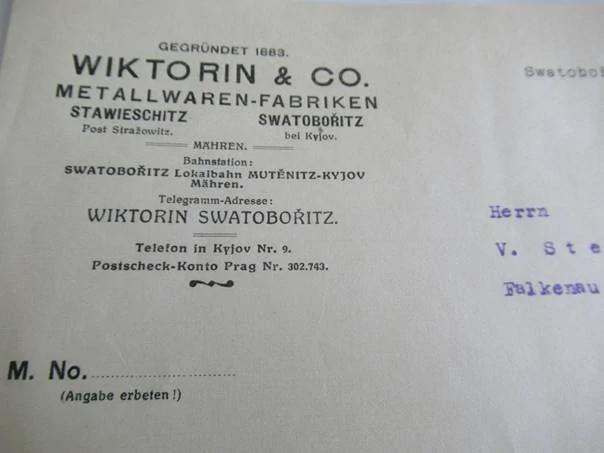 GEGRÜNDET 1883.
WIKTORIN & CO.
METALLWAREN-FABRIKEN
STAWIESCHITZ SWATOBOŘITZ
Post Stražowitz. bei Kyjov.
MÄHREN.
Bahnstation:
SWATOBOŘITZ Lokalbahn MUTĚNITZ-KYJOV
Mähren.
Telegramm-Adresse:
WIKTORIN SWATOBOŘITZ.
Telefon in Kyjov Nr. 9.
Postscheck-Konto Prag Nr. 302.743.
M. No.
(Angabe erbeten!)
Herrn
V. Ste
Falkenau